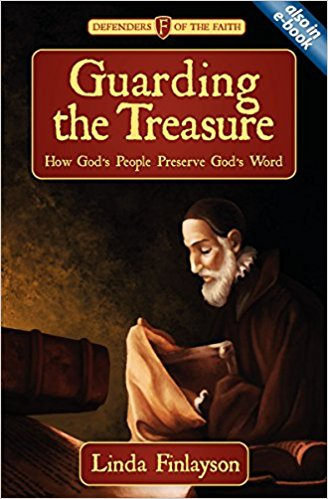 DEFENDERS F OF THE FAITH
also in
e-book
Guarding
the Treasure
How God's People Preserve God's Word
Linda Finlayson